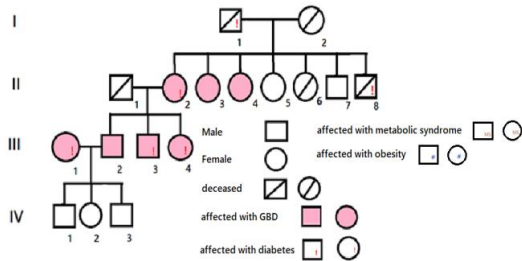 I
! 1 2
II
1 ! 2 3 4 5 6 7 ! 8
III
! 1 2 ! 3 ! 4
IV
1 2 3
Male
Female
deceased
affected with GBD
affected with diabetes ! !
affected with metabolic syndrome
affected with obesity # #